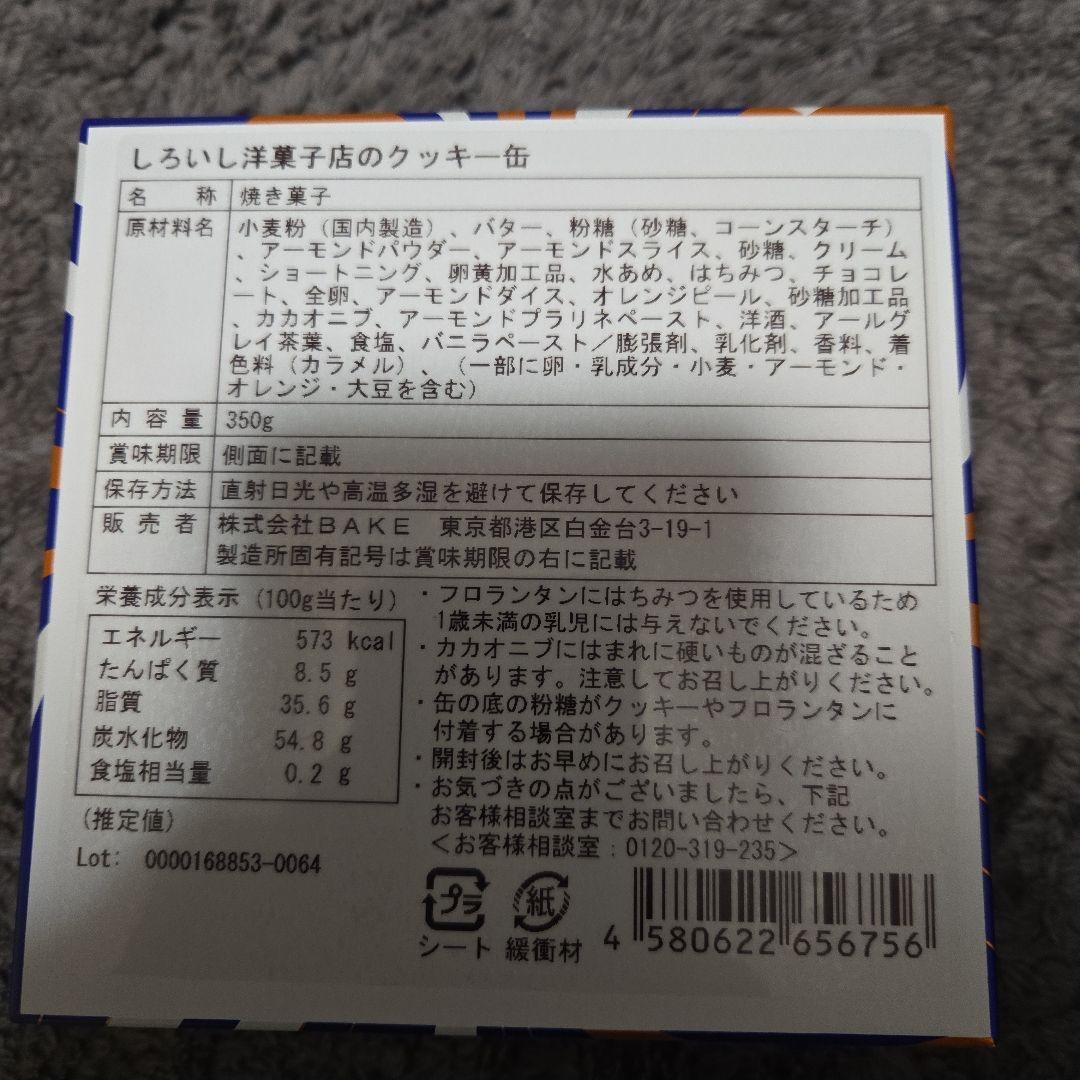 しろいし洋菓子店のクッキー缶
名 称 焼き菓子
原材料名 小麦粉（国内製造）、バター、粉糖（砂糖、コーンスターチ）
、アーモンドパウダー、アーモンドスライス、砂糖、クリーム
、ショートニング、卵黄加工品、水あめ、はちみつ、チョコレ
ート、全卵、アーモンドダイス、オレンジピール、砂糖加工品
、カカオニブ、アーモンドプラリネペースト、洋酒、アールグ
レイ茶葉、食塩、バニラペースト／膨張剤、乳化剤、香料、着
色料（カラメル）、（一部に卵・乳成分・小麦・アーモンド・
オレンジ・大豆を含む）
内容量 350g
賞味期限 側面に記載
保存方法 直射日光や高温多湿を避けて保存してください
販売者 株式会社BAKE 東京都港区白金台3-19-1
製造所固有記号は賞味期限の右に記載
栄養成分表示（100g当たり）
エネルギー 573 kcal
たんぱく質 8.5 g
脂質 35.6 g
炭水化物 54.8 g
食塩相当量 0.2 g
（推定値）
Lot: 0000168853-0064
・フロランタンにはちみつを使用しているため
1歳未満の乳児には与えないでください。
・カカオニブにはまれに硬いものが混ざること
があります。注意してお召し上がりください。
・缶の底の粉糖がクッキーやフロランタンに
付着する場合があります。
・開封後はお早めにお召し上がりください。
・お気づきの点がございましたら、下記
お客様相談室までお問い合わせください。
＜お客様相談室：0120-319-235＞
プラ 紙
シート 緩衝材
4 580622 656756